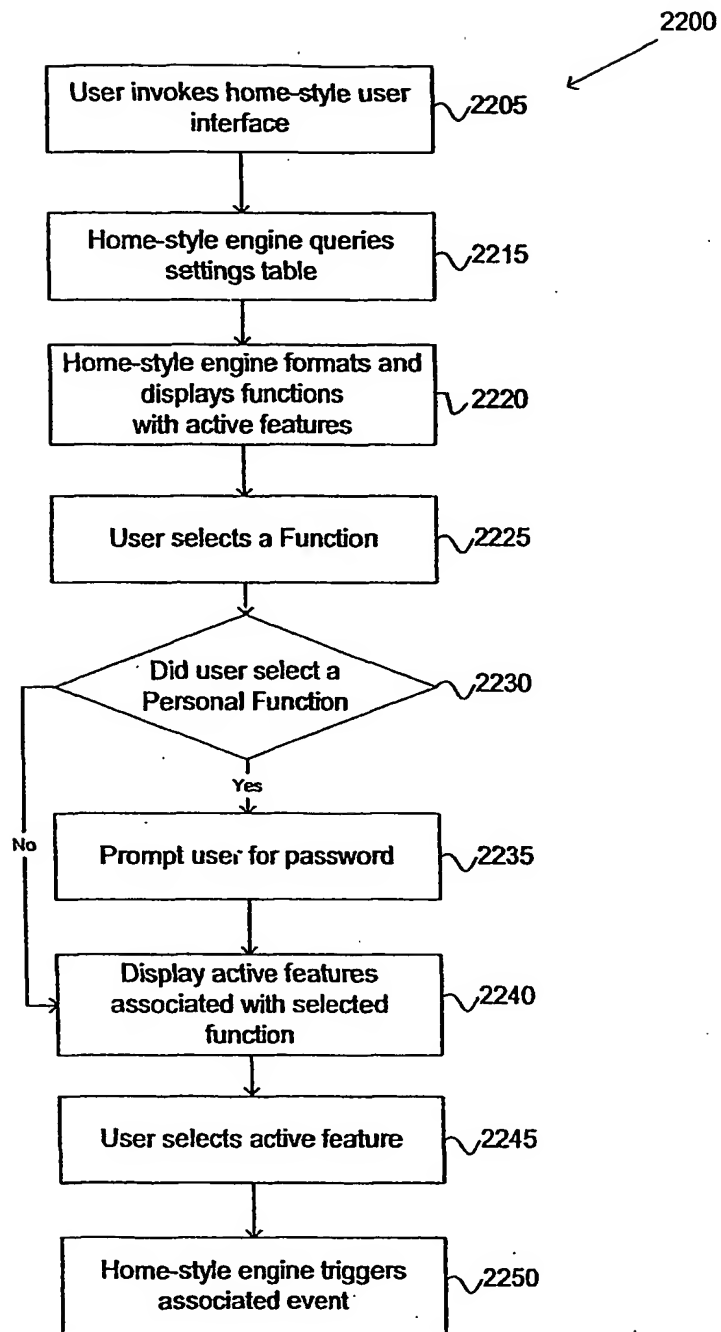 2200
User invokes home-style user
interface
2205
Home-style engine queries
settings table
2215
Home-style engine formats and
displays functions
with active features
2220
User selects a Function
2225
Did user select a
Personal Function
2230
Yes
No
Prompt user for password
2235
Display active features
associated with selected
function
2240
User selects active feature
2245
Home-style engine triggers
associated event
2250